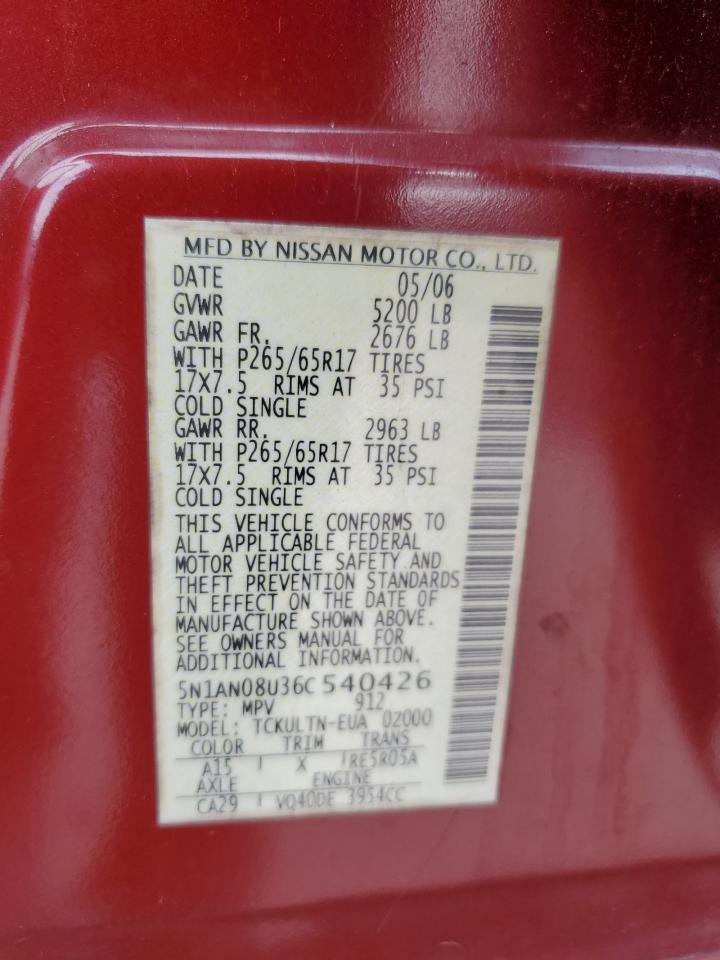 MFD BY NISSAN MOTOR CO., LTD.
DATE 05/06
GVWR 5200 LB
GAWR FR. 2676 LB
WITH P265/65R17 TIRES
17X7.5 RIMS AT 35 PSI
COLD SINGLE
GAWR RR. 2963 LB
WITH P265/65R17 TIRES
17X7.5 RIMS AT 35 PSI
COLD SINGLE
THIS VEHICLE CONFORMS TO
ALL APPLICABLE FEDERAL
MOTOR VEHICLE SAFETY AND
THEFT PREVENTION STANDARDS
IN EFFECT ON THE DATE OF
MANUFACTURE SHOWN ABOVE.
SEE OWNERS MANUAL FOR
ADDITIONAL INFORMATION.
5N1AN08U36C 540426
TYPE: MPV 912
MODEL: TCKULTN-EUA 02000
COLOR TRIM TRANS
A15 X RE5R05A
AXLE ENGINE
CA29 VQ40DE 3954CC